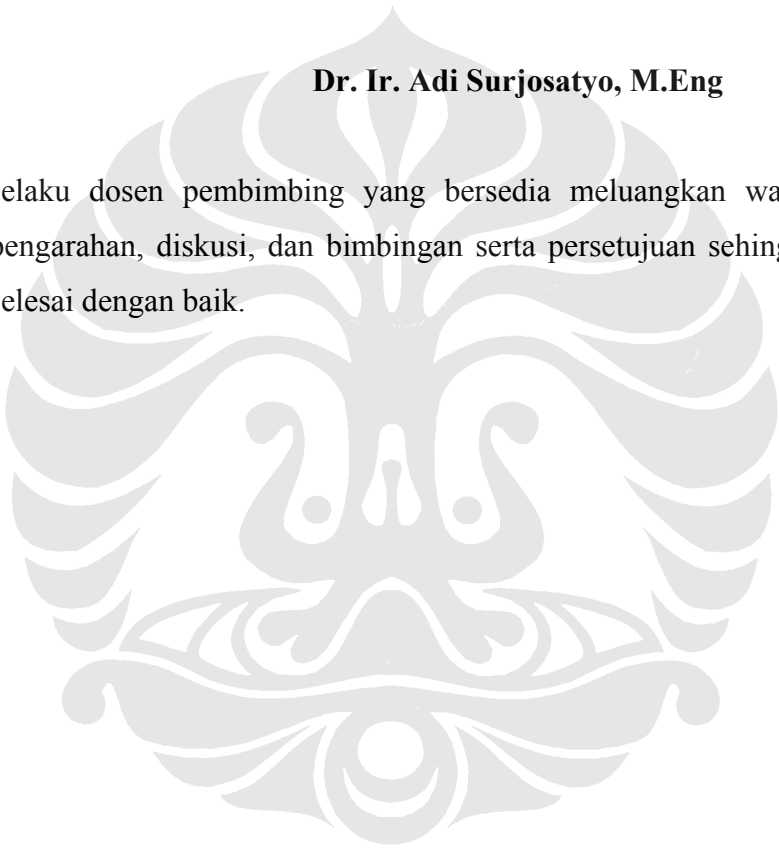 Dr. Ir. Adi Surjosatyo, M.Eng
elaku dosen pembimbing yang bersedia meluangkan wa
pengarahan, diskusi, dan bimbingan serta persetujuan sehing
elesai dengan baik.